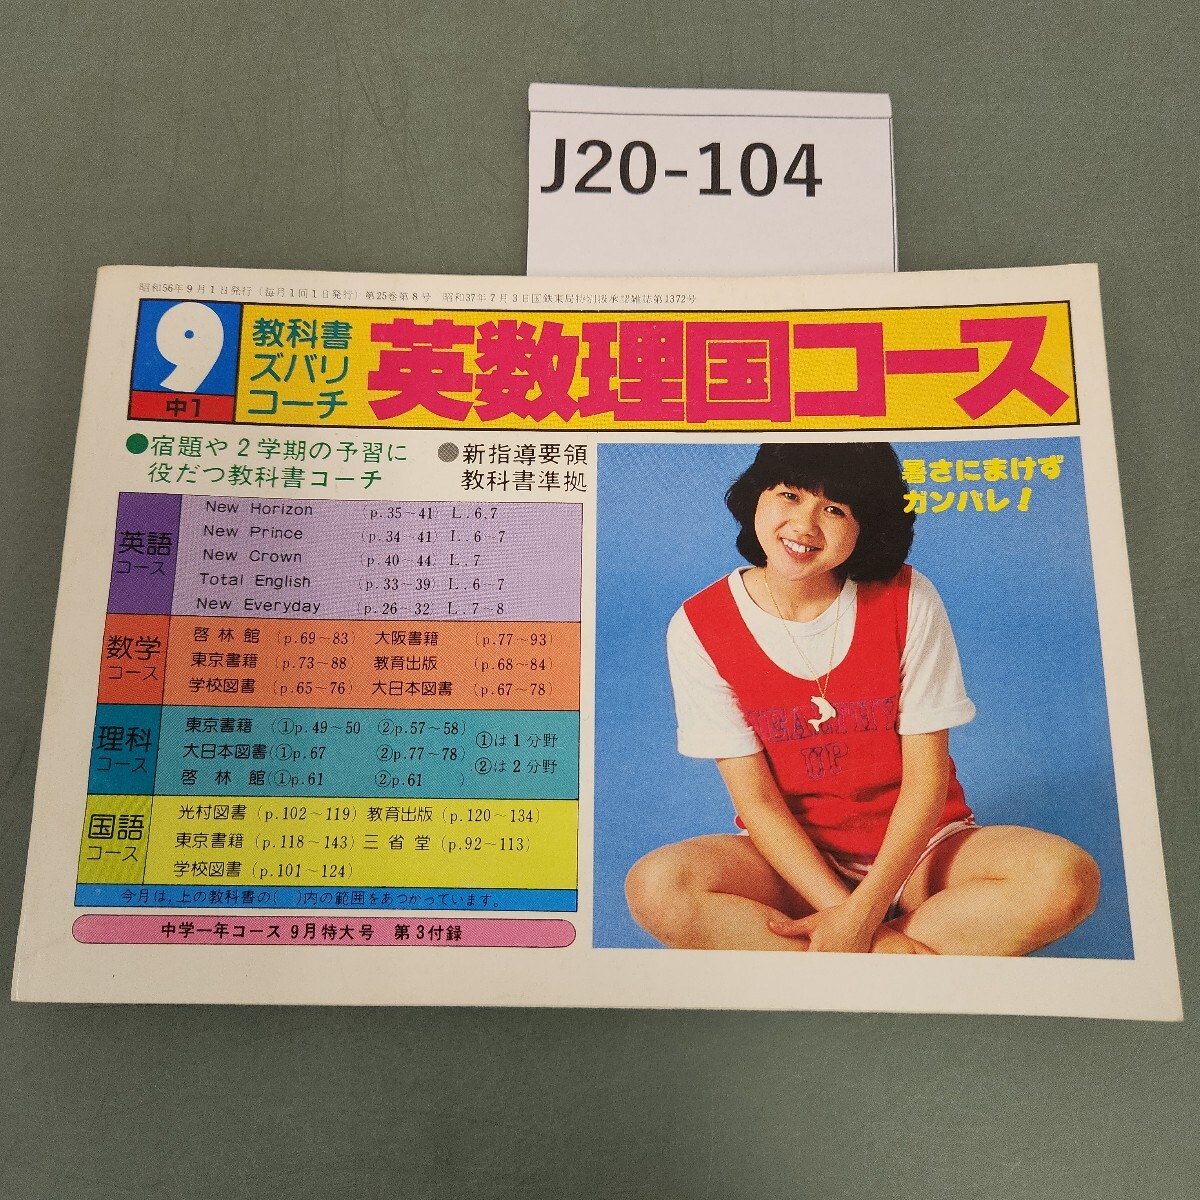 J20-104
昭和56年9月1日発行(毎月1回1日発行)第25巻第8号 昭和37年7月3日国鉄東局特別扱承認雑誌第1372号
9
中1
教科書
ズバリ
コーチ
英数理国コース
●宿題や2学期の予習に
役だつ教科書コーチ
●新指導要領
教科書準拠
暑さにまけず
ガンバレ!
英語
コース
New Horizon (p.35~41) L.6,7
New Prince (p.34~41) L.6~7
New Crown (p.40~44) L.7
Total English (p.33~39) L.6~7
New Everyday (p.26~32) L.7~8
数学
コース
啓林館 (p.69~83) 大阪書籍 (p.77~93)
東京書籍 (p.73~88) 教育出版 (p.68~84)
学校図書 (p.65~76) 大日本図書 (p.67~78)
理科
コース
東京書籍 (①p.49~50 ②p.57~58)
大日本図書(①p.67 ②p.77~78)
啓林館(①p.61 ②p.61 )
①は1分野
②は2分野
国語
コース
光村図書 (p.102~119) 教育出版 (p.120~134)
東京書籍 (p.118~143) 三省堂 (p.92~113)
学校図書 (p.101~124)
今月は,上の教科書の( )内の範囲をあつかっています。
中学一年コース9月特大号 第3付録
HEALTHY
UP